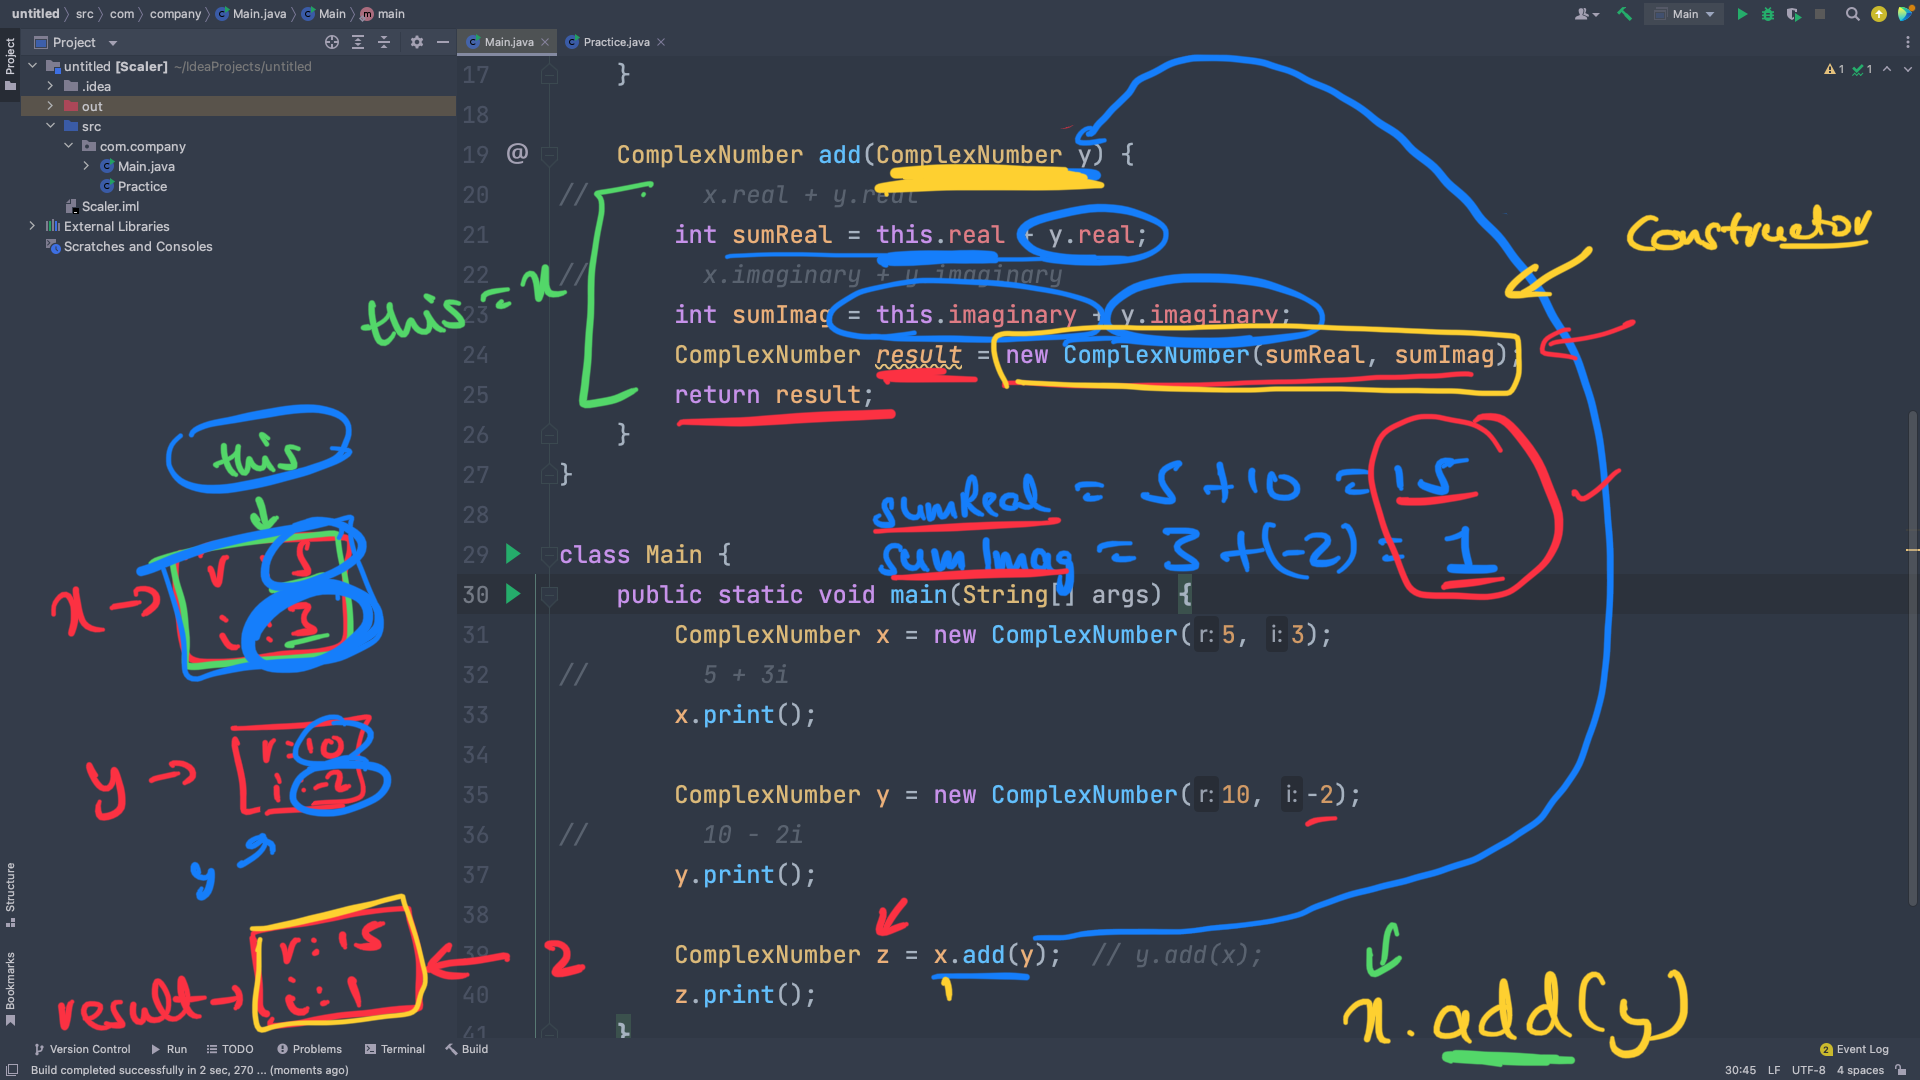 untitled › src › com › company › Main.java › Main › main
Main
Project
Project
Main.java
Practice.java
untitled [Scaler] ~/IdeaProjects/untitled
.idea
out
src
com.company
Main.java
Practice
Scaler.iml
External Libraries
Scratches and Consoles
1 1
17 }
18
19 @ ComplexNumber add(ComplexNumber y) {
20 // x.real + y.real
21 int sumReal = this.real + y.real;
22 // x.imaginary + y.imaginary
23 int sumImag = this.imaginary + y.imaginary;
24 ComplexNumber result = new ComplexNumber(sumReal, sumImag);
25 return result;
26 }
27 }
28
29 class Main {
30 public static void main(String[] args) {
31 ComplexNumber x = new ComplexNumber( r: 5, i: 3);
32 // 5 + 3i
33 x.print();
34
35 ComplexNumber y = new ComplexNumber( r: 10, i: -2);
36 // 10 - 2i
37 y.print();
38
39 ComplexNumber z = x.add(y); // y.add(x);
40 z.print();
41 }
Constructor
this = x
this
x → r : 5
i : 3
sumReal = 5 + 10 = 15
sumImag = 3 + (-2) = 1
y → r : 10
i : -2
y
result → r : 15
i : 1
← 2
x.add(y)
Structure
Bookmarks
Version Control
Run
TODO
Problems
Terminal
Build
2 Event Log
Build completed successfully in 2 sec, 270 ... (moments ago)
30:45 LF UTF-8 4 spaces